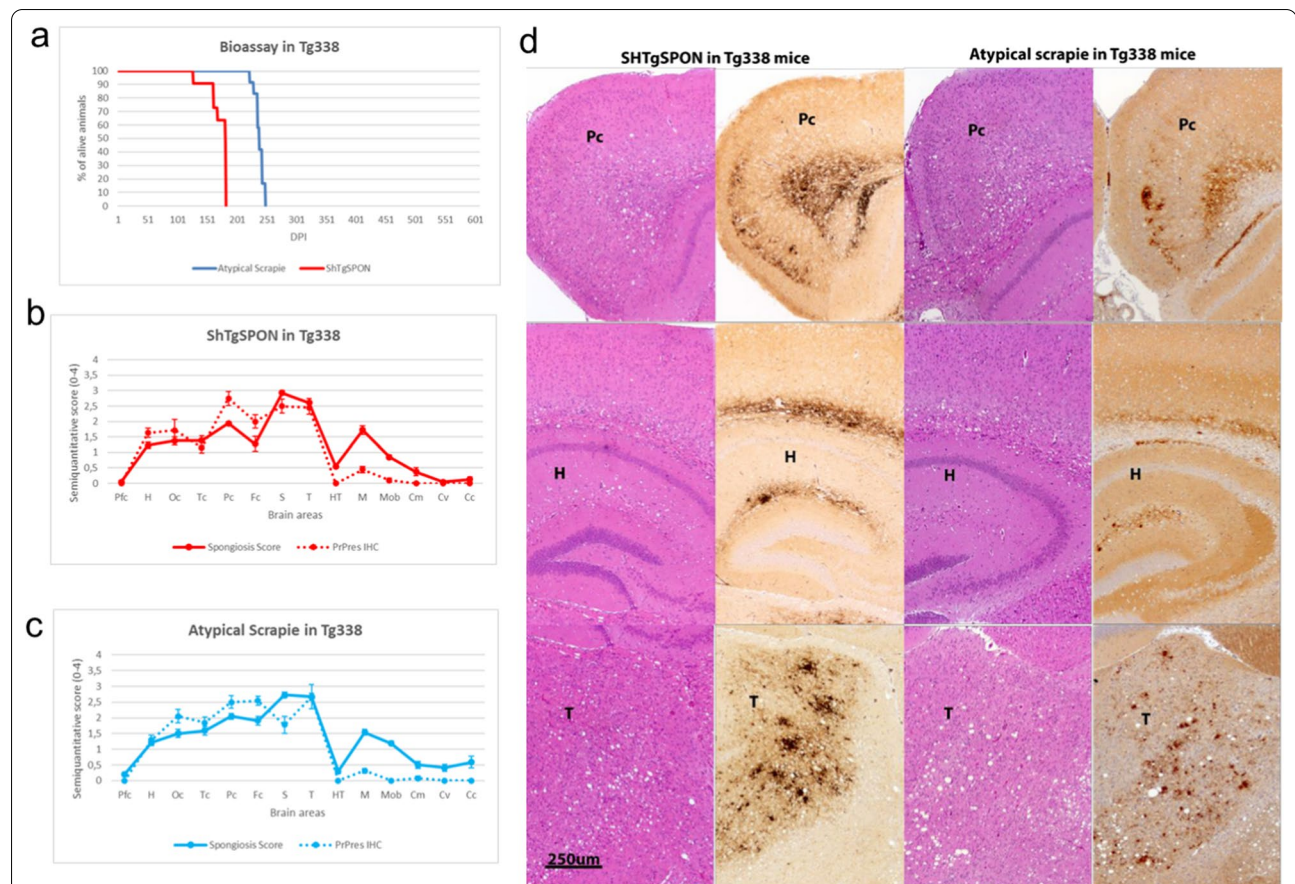 a
Bioassay in Tg338
% of alive animals
100
90
80
70
60
50
40
30
20
10
0
1 51 101 151 201 251 301 351 401 451 501 551 601
DPI
Atypical Scrapie ShTgSPON
b
ShTgSPON in Tg338
Semiquantitative score (0-4)
4
3,5
3
2,5
2
1,5
1
0,5
0
Pfc H Oc Tc Pc Fc S T HT M Mob Cm Cv Cc
Brain areas
Spongiosis Score PrPres IHC
c
Atypical Scrapie in Tg338
Semiquantitative score (0-4)
4
3,5
3
2,5
2
1,5
1
0,5
0
Pfc H Oc Tc Pc Fc S T HT M Mob Cm Cv Cc
Brain areas
Spongiosis Score PrPres IHC
d
SHTgSPON in Tg338 mice Atypical scrapie in Tg338 mice
Pc Pc Pc Pc
H H H H
T T T T
250um